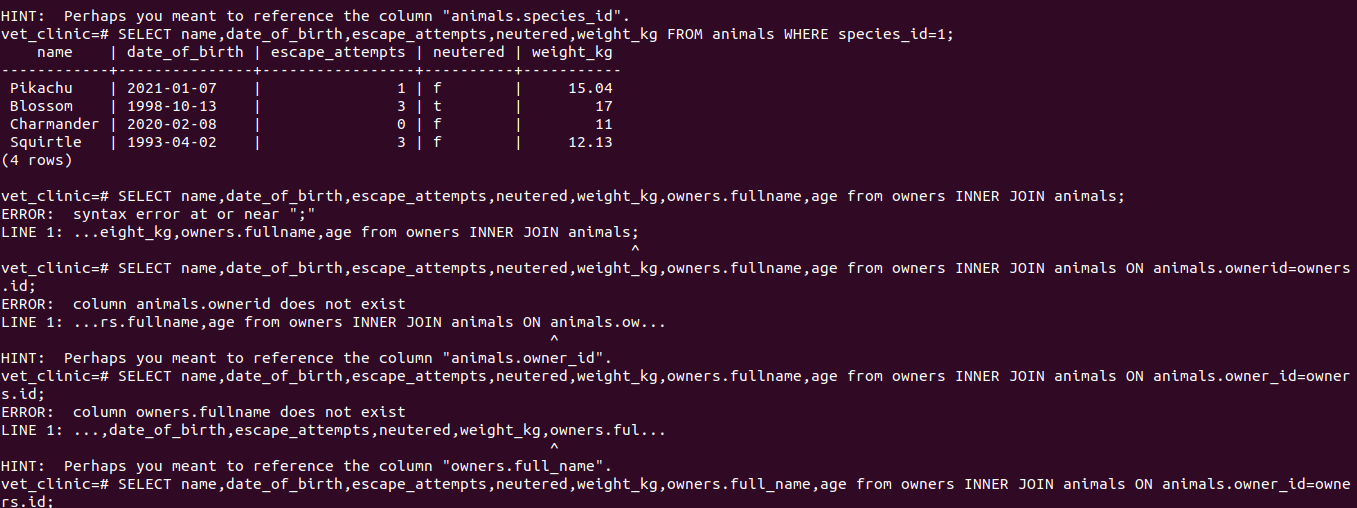 HINT:  Perhaps you meant to reference the column "animals.species_id".
vet_clinic=# SELECT name,date_of_birth,escape_attempts,neutered,weight_kg FROM animals WHERE species_id=1;
    name    | date_of_birth | escape_attempts | neutered | weight_kg
------------+---------------+-----------------+----------+-----------
 Pikachu    | 2021-01-07    |               1 | f        |     15.04
 Blossom    | 1998-10-13    |               3 | t        |        17
 Charmander | 2020-02-08    |               0 | f        |        11
 Squirtle   | 1993-04-02    |               3 | f        |     12.13
(4 rows)

vet_clinic=# SELECT name,date_of_birth,escape_attempts,neutered,weight_kg,owners.fullname,age from owners INNER JOIN animals;
ERROR:  syntax error at or near ";"
LINE 1: ...eight_kg,owners.fullname,age from owners INNER JOIN animals;
                                                                      ^
vet_clinic=# SELECT name,date_of_birth,escape_attempts,neutered,weight_kg,owners.fullname,age from owners INNER JOIN animals ON animals.ownerid=owners
.id;
ERROR:  column animals.ownerid does not exist
LINE 1: ...rs.fullname,age from owners INNER JOIN animals ON animals.ow...
                                                             ^
HINT:  Perhaps you meant to reference the column "animals.owner_id".
vet_clinic=# SELECT name,date_of_birth,escape_attempts,neutered,weight_kg,owners.fullname,age from owners INNER JOIN animals ON animals.owner_id=owner
s.id;
ERROR:  column owners.fullname does not exist
LINE 1: ...,date_of_birth,escape_attempts,neutered,weight_kg,owners.ful...
                                                             ^
HINT:  Perhaps you meant to reference the column "owners.full_name".
vet_clinic=# SELECT name,date_of_birth,escape_attempts,neutered,weight_kg,owners.full_name,age from owners INNER JOIN animals ON animals.owner_id=owne
rs.id;